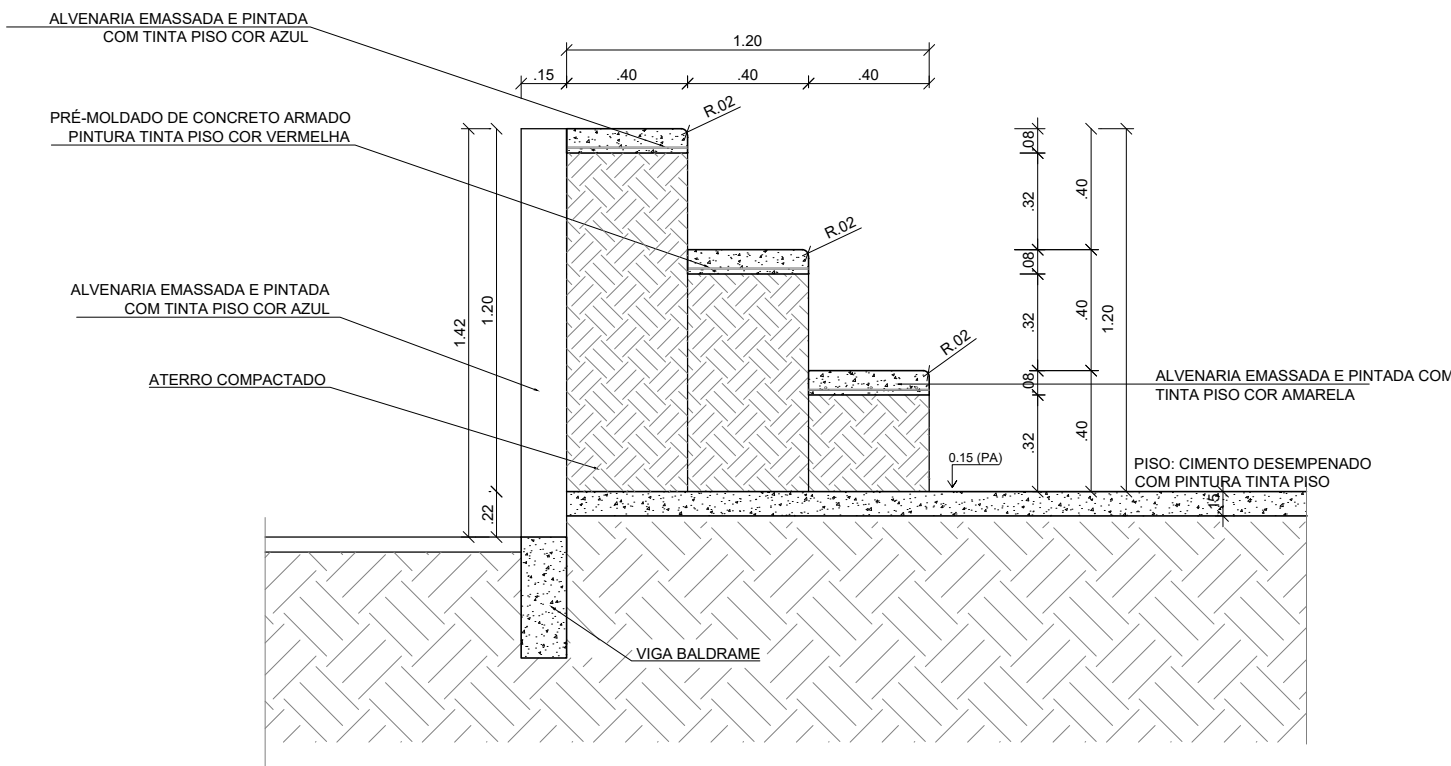 ALVENARIA EMASSADA E PINTADA
COM TINTA PISO COR AZUL
1.20
.15
.40
.40
.40
PRÉ-MOLDADO DE CONCRETO ARMADO
PINTURA TINTA PISO COR VERMELHA
R.02
R.02
R.02
ALVENARIA EMASSADA E PINTADA
COM TINTA PISO COR AZUL
ATERRO COMPACTADO
1.42
1.20
.22
.08
.32
.08
.32
.08
.32
.40
.40
.40
1.20
ALVENARIA EMASSADA E PINTADA COM
TINTA PISO COR AMARELA
0.15 (PA)
PISO: CIMENTO DESEMPENADO
COM PINTURA TINTA PISO
.15
VIGA BALDRAME